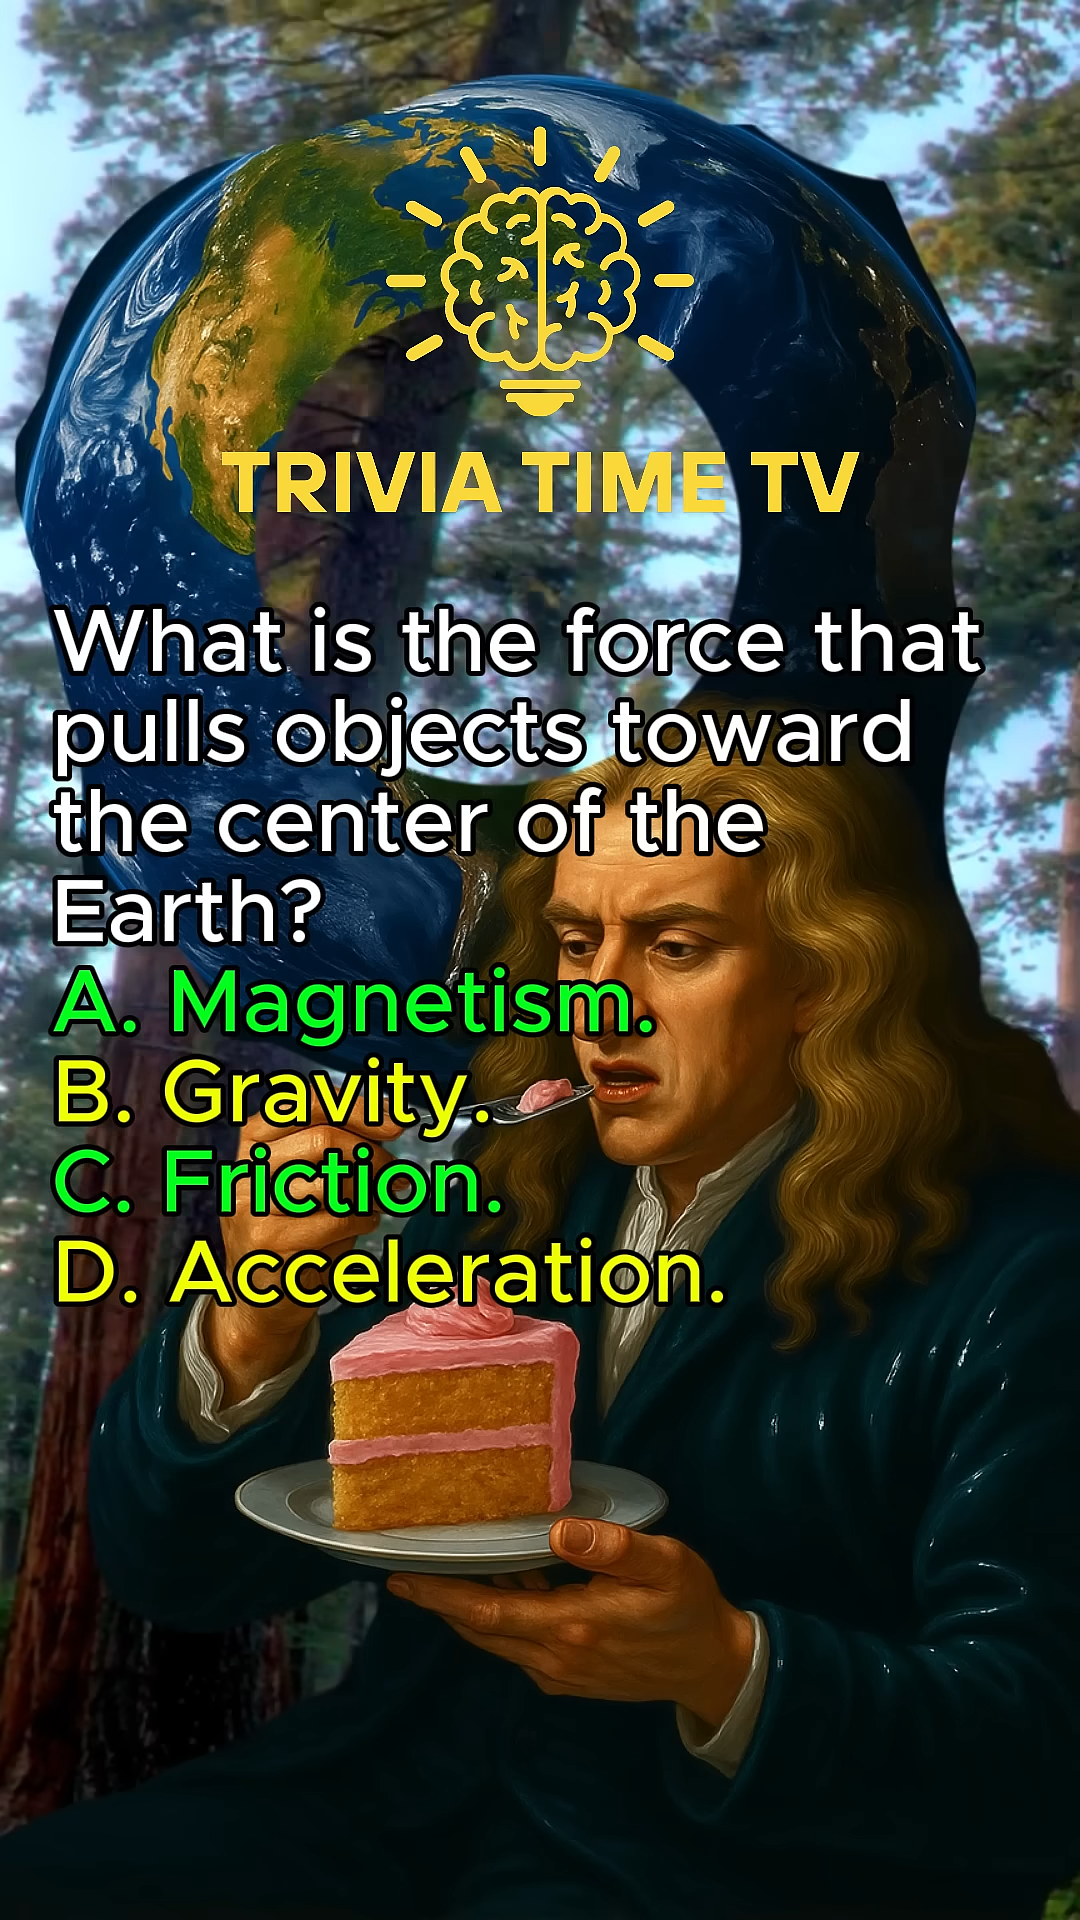 TRIVIA TIME TV
What is the force that
pulls objects toward
the center of the
Earth?
A. Magnetism.
B. Gravity.
C. Friction.
D. Acceleration.